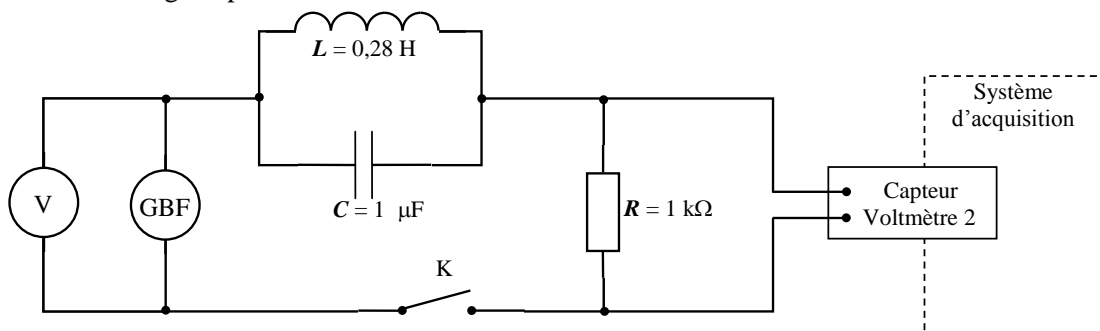 L = 0,28 H
Système
d'acquisition
V
GBF
C = 1 μF
R = 1 kΩ
Capteur
Voltmètre 2
K